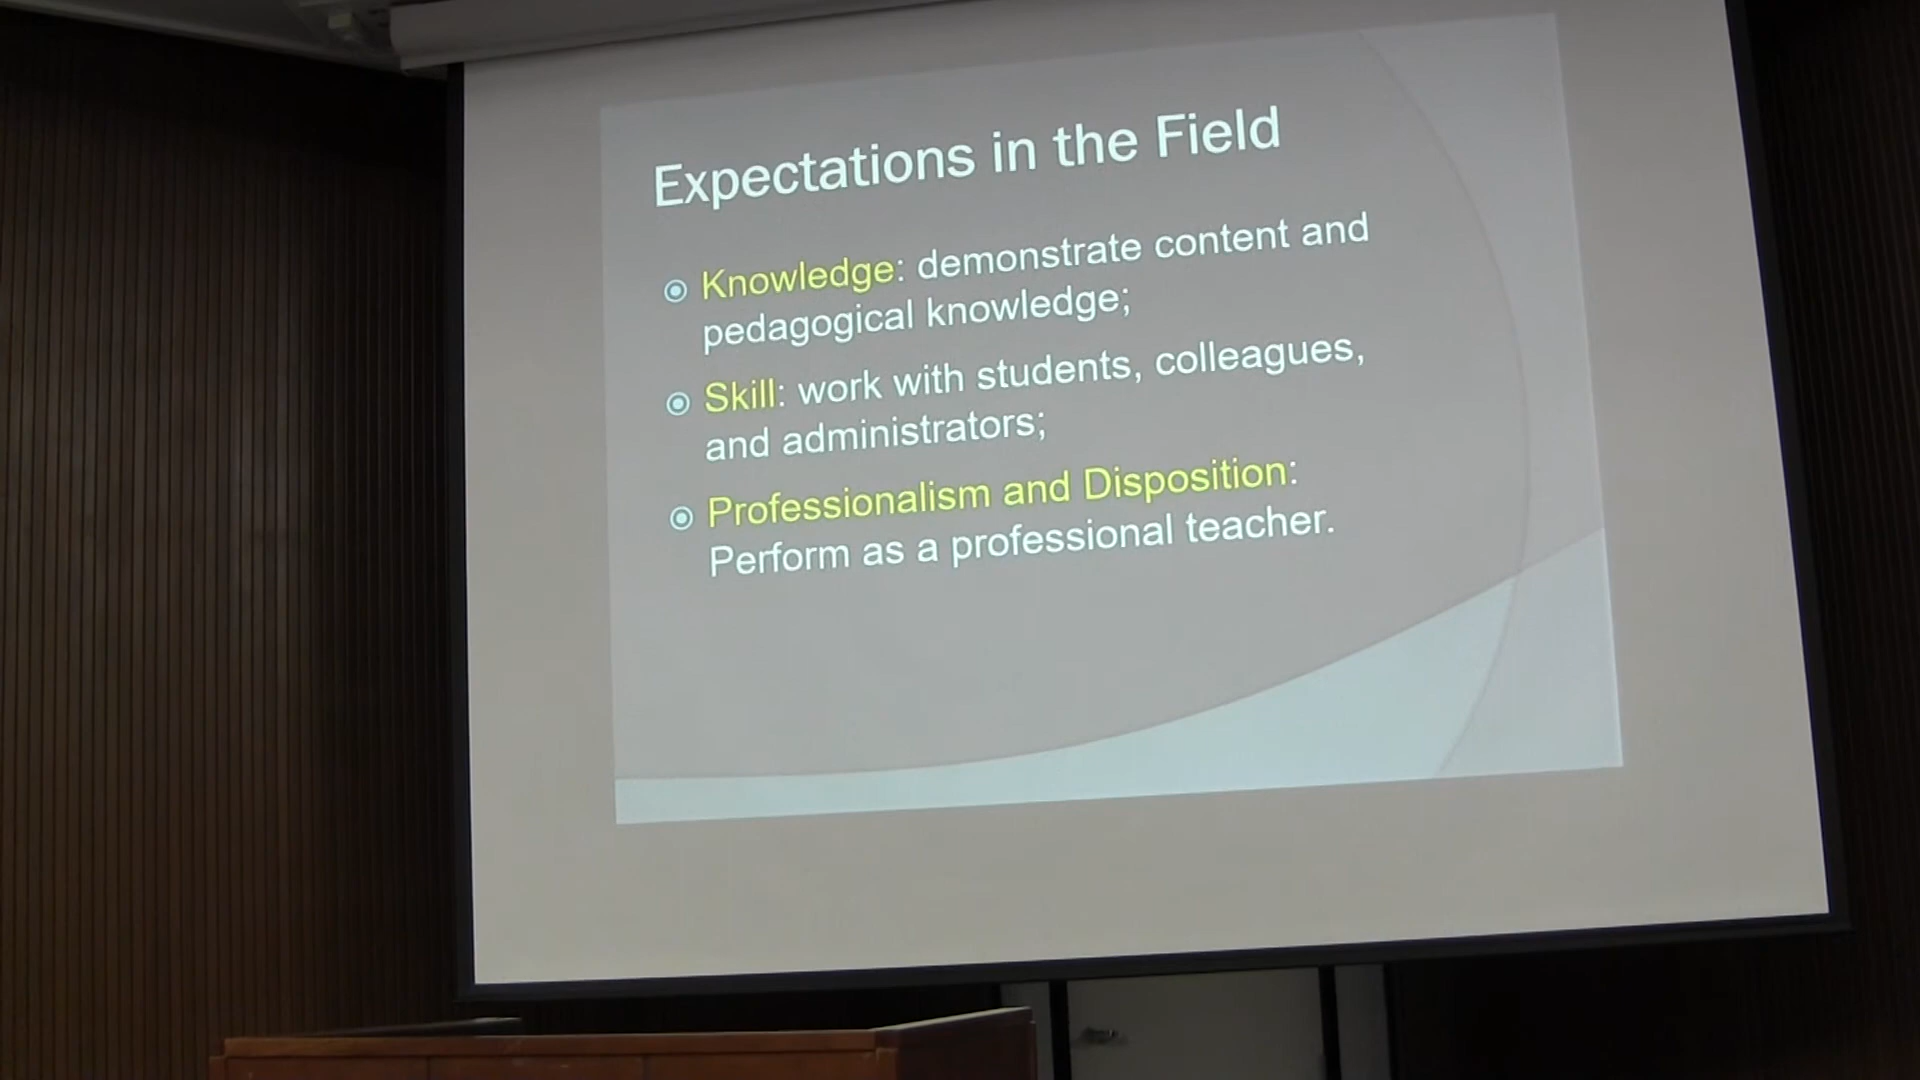 Expectations in the Field
Knowledge: demonstrate content and
pedagogical knowledge;
Skill: work with students, colleagues,
and administrators;
Professionalism and Disposition:
Perform as a professional teacher.